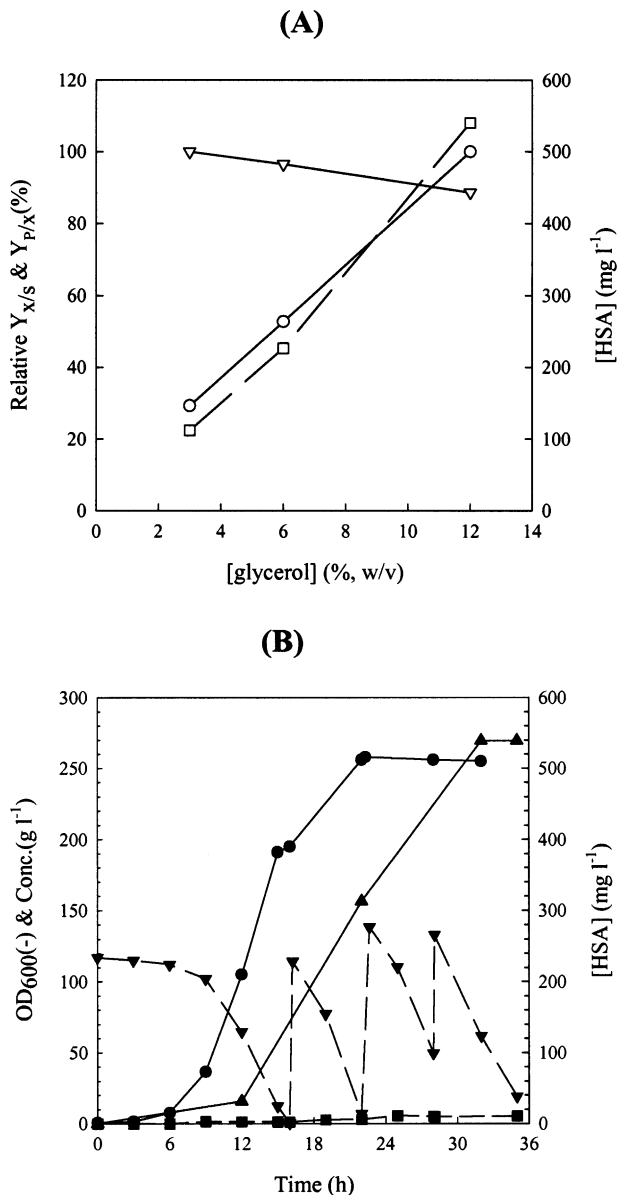 (A)
120
100
80
60
40
20
0
600
500
400
300
200
100
0
0 2 4 6 8 10 12 14
Relative Y_{X/S} & Y_{P/X}(%)
[HSA] (mg l⁻¹)
[glycerol] (%, w/v)
(B)
300
250
200
150
100
50
0
600
500
400
300
200
100
0
0 6 12 18 24 30 36
OD₆₀₀(-) & Conc.(g l⁻¹)
[HSA] (mg l⁻¹)
Time (h)